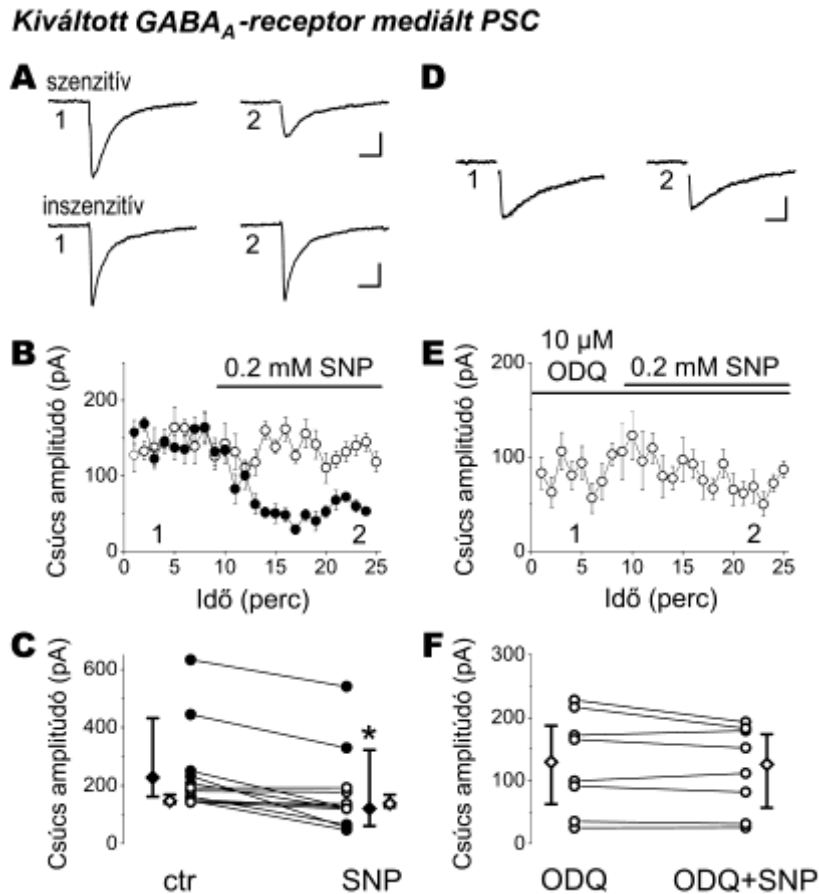 Kiváltott GABAA-receptor mediált PSC
A
szenzitív
1
2
inszenzitív
1
2
D
1
2
B
Csúcs amplitúdó (pA)
200
150
100
50
0
0.2 mM SNP
1
2
0 5 10 15 20 25
Idő (perc)
E
Csúcs amplitúdó (pA)
200
100
0
10 µM
ODQ
0.2 mM SNP
1
2
0 5 10 15 20 25
Idő (perc)
C
Csúcs amplitúdó (pA)
600
400
200
0
*
ctr
SNP
F
Csúcs amplitúdó (pA)
300
200
100
0
ODQ
ODQ+SNP